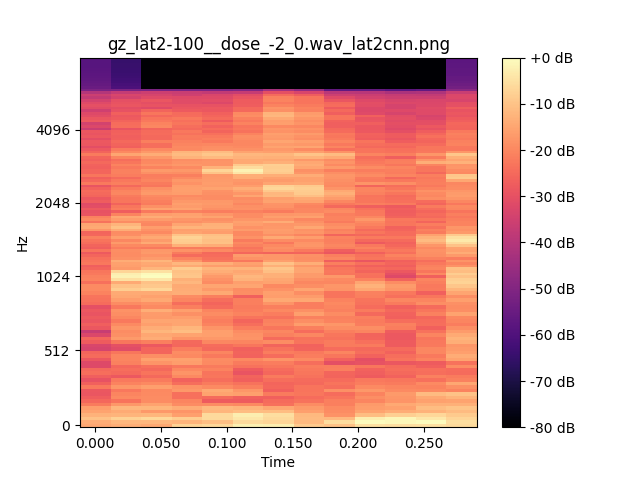 gz_lat2-100__dose_-2_0.wav_lat2cnn.png
+0 dB
-10 dB
-20 dB
-30 dB
-40 dB
-50 dB
-60 dB
-70 dB
-80 dB
Hz
4096
2048
1024
512
0
0.000 0.050 0.100 0.150 0.200 0.250
Time